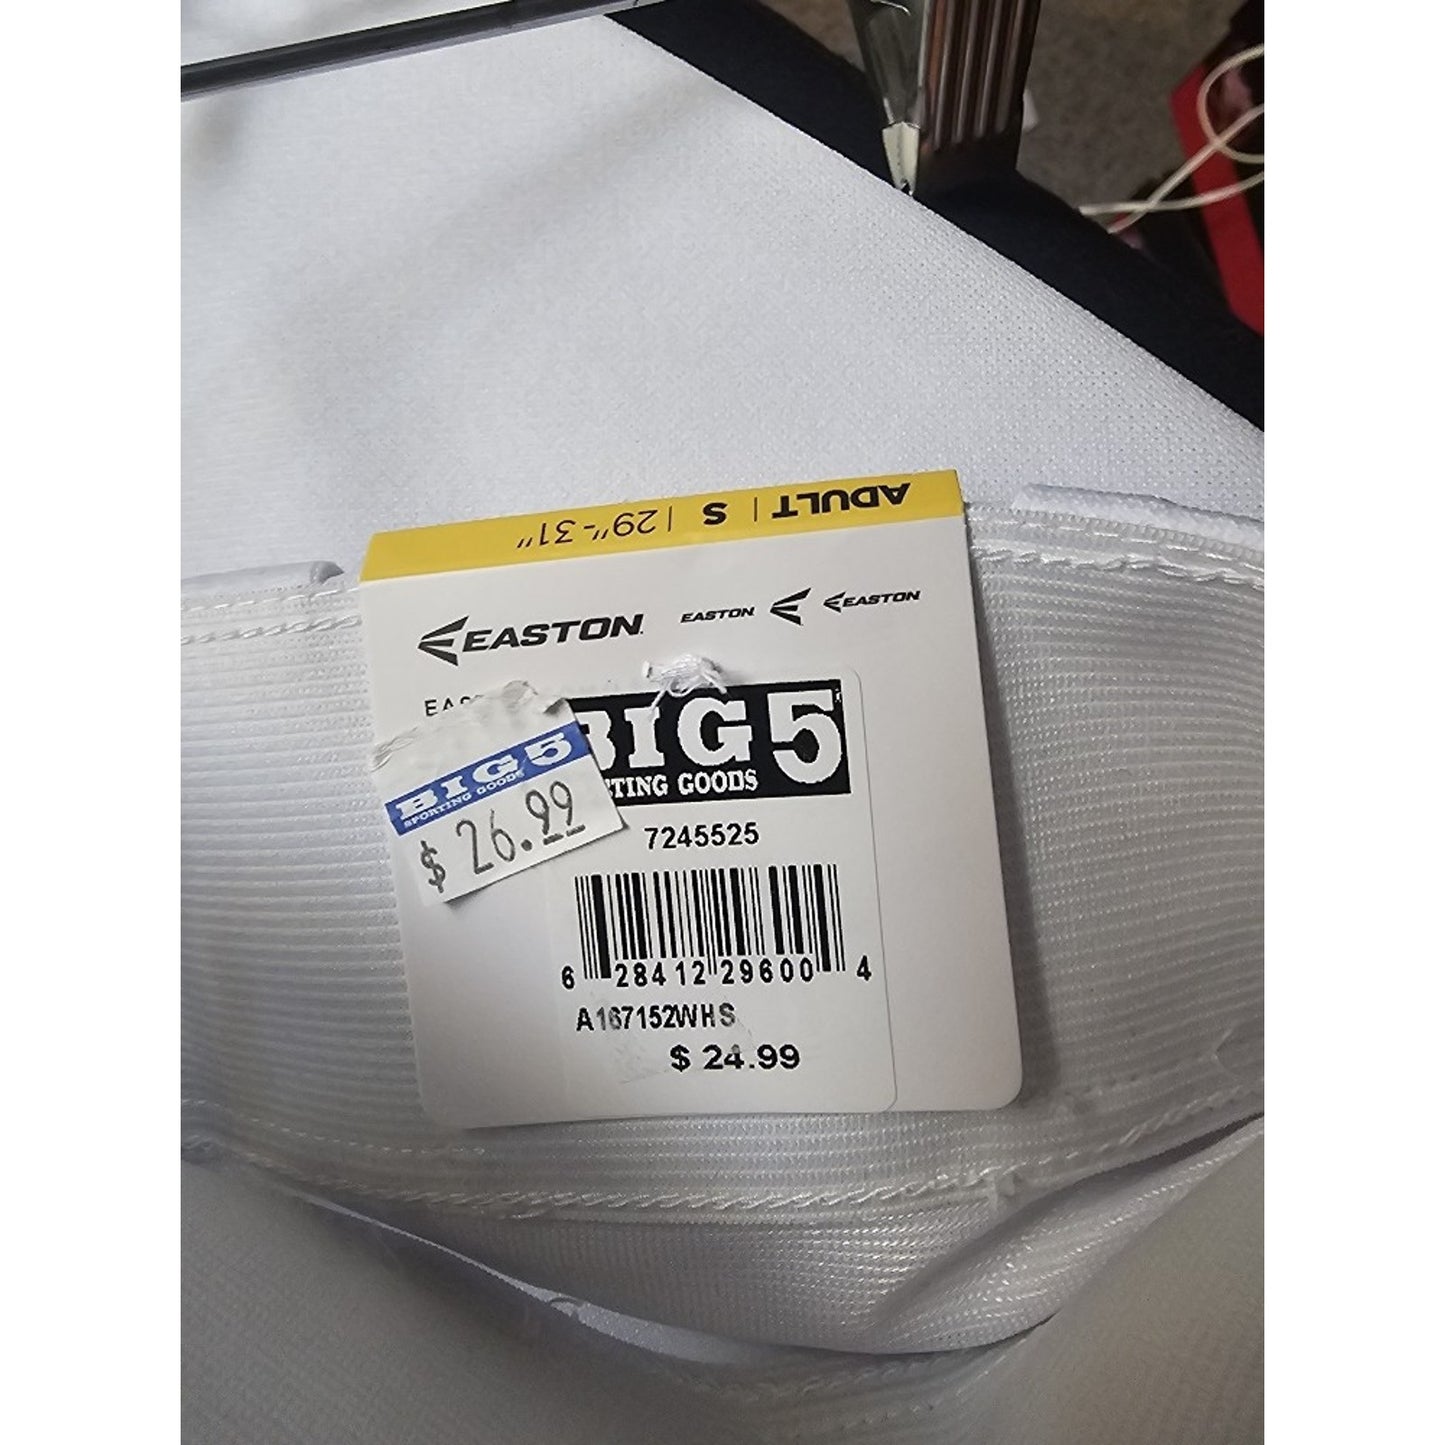 ADULT | S | 29"-31"
EASTON EASTON EASTON
BIG 5
SPORTING GOODS
$ 26.99
BIG 5
GOODS
7245525
6 28412 29600 4
A167152WHS
$ 24.99